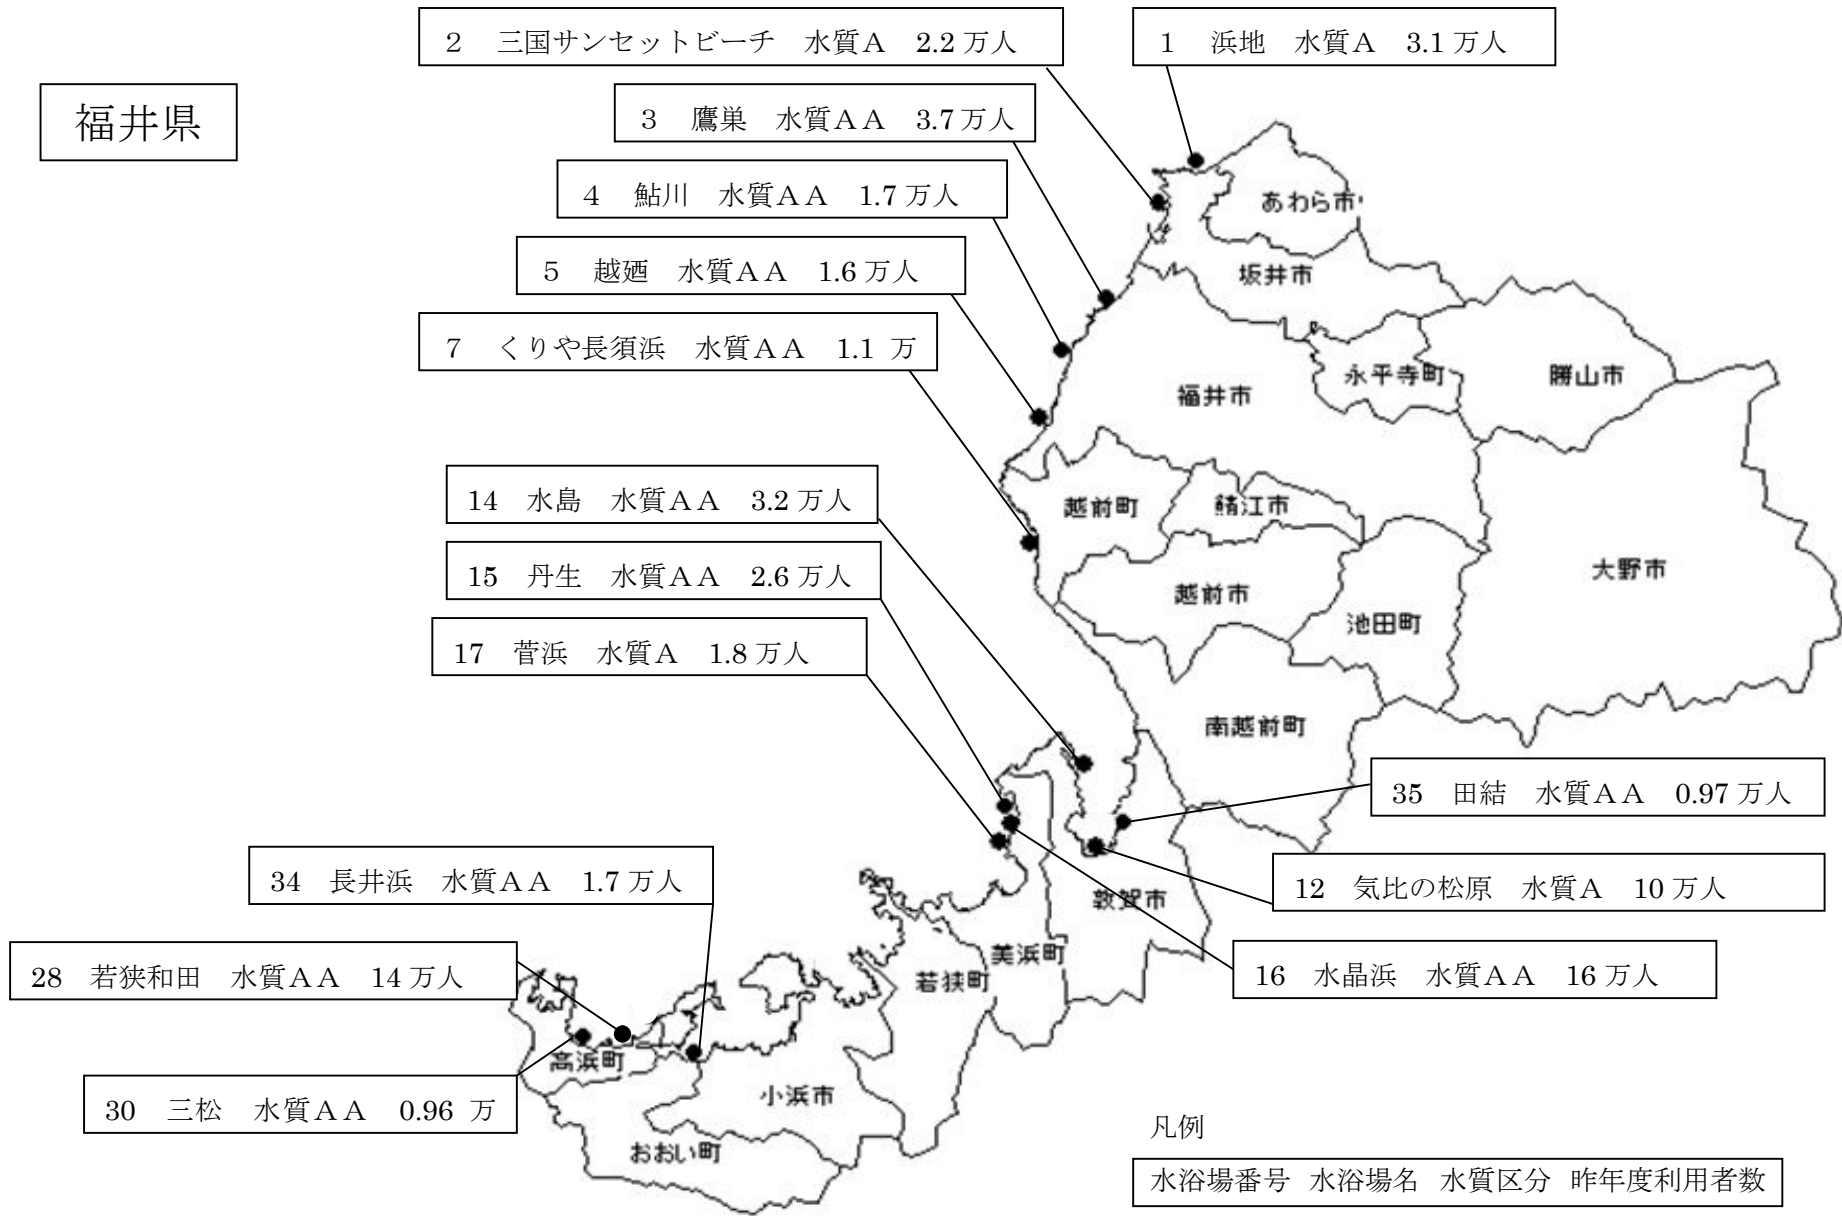 福井県
2 三国サンセットビーチ 水質A 2.2万人
1 浜地 水質A 3.1万人
3 鷹巣 水質AA 3.7万人
4 鮎川 水質AA 1.7万人
5 越廼 水質AA 1.6万人
7 くりや長須浜 水質AA 1.1 万
14 水島 水質AA 3.2万人
15 丹生 水質AA 2.6万人
17 菅浜 水質A 1.8万人
35 田結 水質AA 0.97万人
12 気比の松原 水質A 10万人
16 水晶浜 水質AA 16万人
34 長井浜 水質AA 1.7万人
28 若狭和田 水質AA 14万人
30 三松 水質AA 0.96 万
あわら市
坂井市
永平寺町
勝山市
福井市
越前町
鯖江市
大野市
越前市
池田町
南越前町
敦賀市
美浜町
若狭町
高浜町
小浜市
おおい町
凡例
水浴場番号 水浴場名 水質区分 昨年度利用者数